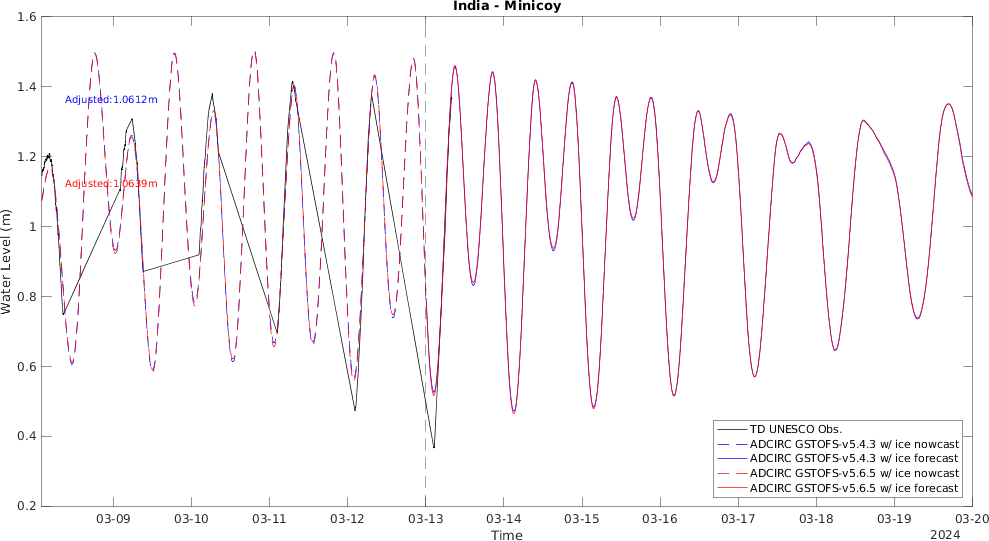 India - Minicoy
1.6
1.4
1.2
1
0.8
0.6
0.4
0.2
Water Level (m)
Adjusted:1.0612m
Adjusted:1.0639m
TD UNESCO Obs.
ADCIRC GSTOFS-v5.4.3 w/ ice nowcast
ADCIRC GSTOFS-v5.4.3 w/ ice forecast
ADCIRC GSTOFS-v5.6.5 w/ ice nowcast
ADCIRC GSTOFS-v5.6.5 w/ ice forecast
03-09 03-10 03-11 03-12 03-13 03-14 03-15 03-16 03-17 03-18 03-19 03-20
Time
2024